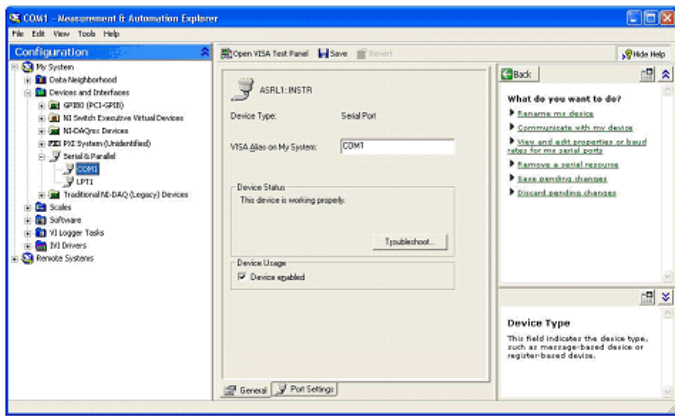 COM1 - Measurement & Automation Explorer
File Edit View Tools Help
Configuration
My System
Data Neighborhood
Devices and Interfaces
GPIB0 (PCI-GPIB)
NI Switch Executive Virtual Devices
NI-DAQmx Devices
PXI PXI System (Unidentified)
Serial & Parallel
COM1
LPT1
Traditional NI-DAQ (Legacy) Devices
Scales
Software
VI Logger Tasks
IVI Drivers
Remote Systems
Open VISA Test Panel Save Revert
Hide Help
ASRL1::INSTR
Device Type: Serial Port
VISA Alias on My System: COM1
Device Status
This device is working properly.
Troubleshoot...
Device Usage
Device enabled
General Port Settings
Back
What do you want to do?
Rename my device
Communicate with my device
View and edit properties or baud
rates for my serial ports
Remove a serial resource
Save pending changes
Discard pending changes
Device Type
This field indicates the device type,
such as message-based device or
register-based device.